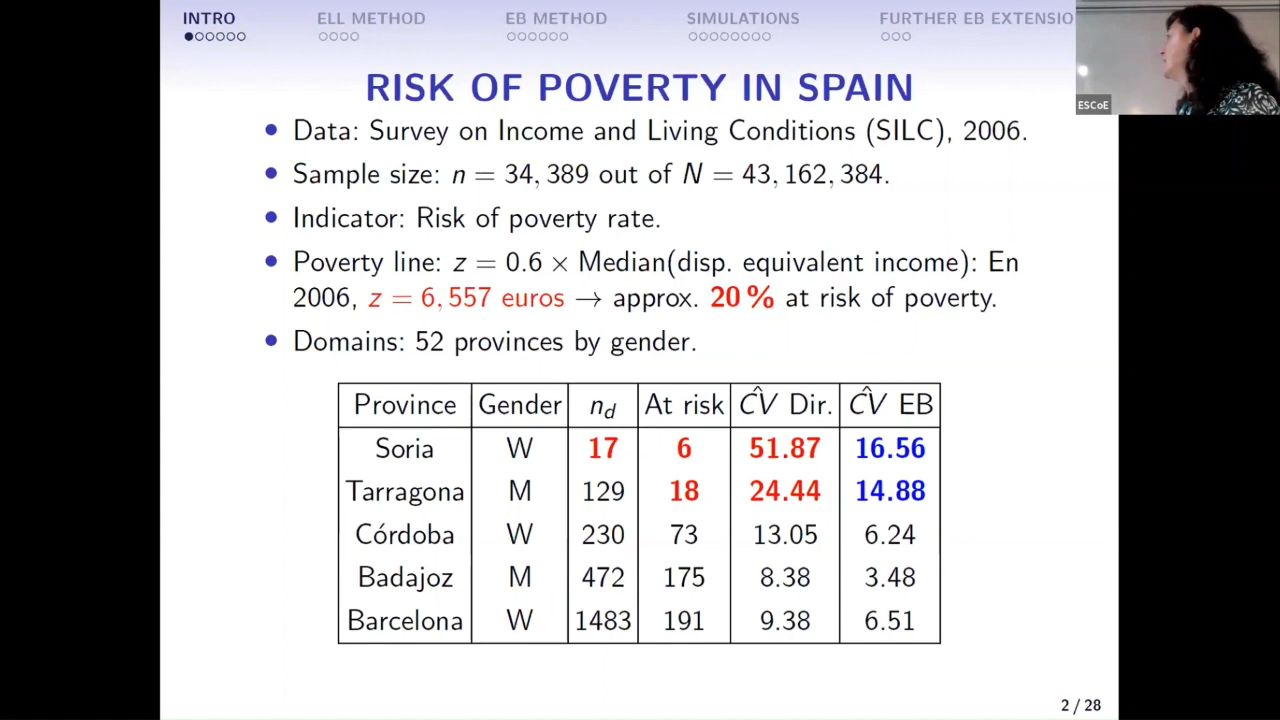 INTRO ELL METHOD EB METHOD SIMULATIONS FURTHER EB EXTENSIO
ESCoE
RISK OF POVERTY IN SPAIN
• Data: Survey on Income and Living Conditions (SILC), 2006.
• Sample size: n = 34, 389 out of N = 43, 162, 384.
• Indicator: Risk of poverty rate.
• Poverty line: z = 0.6 × Median(disp. equivalent income): En
2006, z = 6, 557 euros → approx. 20 % at risk of poverty.
• Domains: 52 provinces by gender.
Province Gender n_d At risk ĈV Dir. ĈV EB
Soria W 17 6 51.87 16.56
Tarragona M 129 18 24.44 14.88
Córdoba W 230 73 13.05 6.24
Badajoz M 472 175 8.38 3.48
Barcelona W 1483 191 9.38 6.51
2 / 28